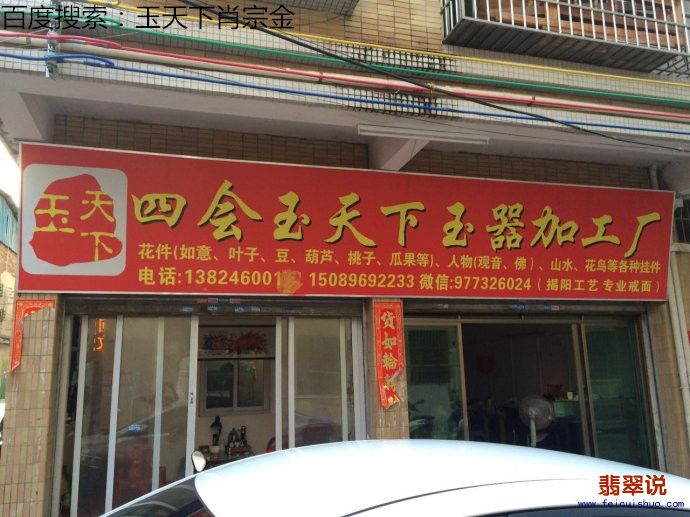 百度搜索：玉天下肖宗金
玉天下
四会玉天下玉器加工厂
花件(如意、叶子、豆、葫芦、桃子、瓜果等)、人物(观音、佛)、山水、花鸟等各种挂件
电话:13824600 15089692233 微信:977326024（揭阳工艺 专业戒面）
货如轮
翡翠说
www.feicuishuo.com